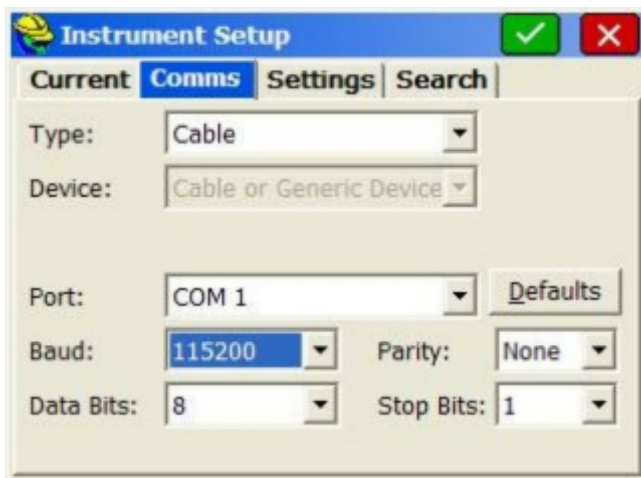 Instrument Setup
Current Comms Settings Search
Type: Cable
Device: Cable or Generic Device
Port: COM 1 Defaults
Baud: 115200 Parity: None
Data Bits: 8 Stop Bits: 1